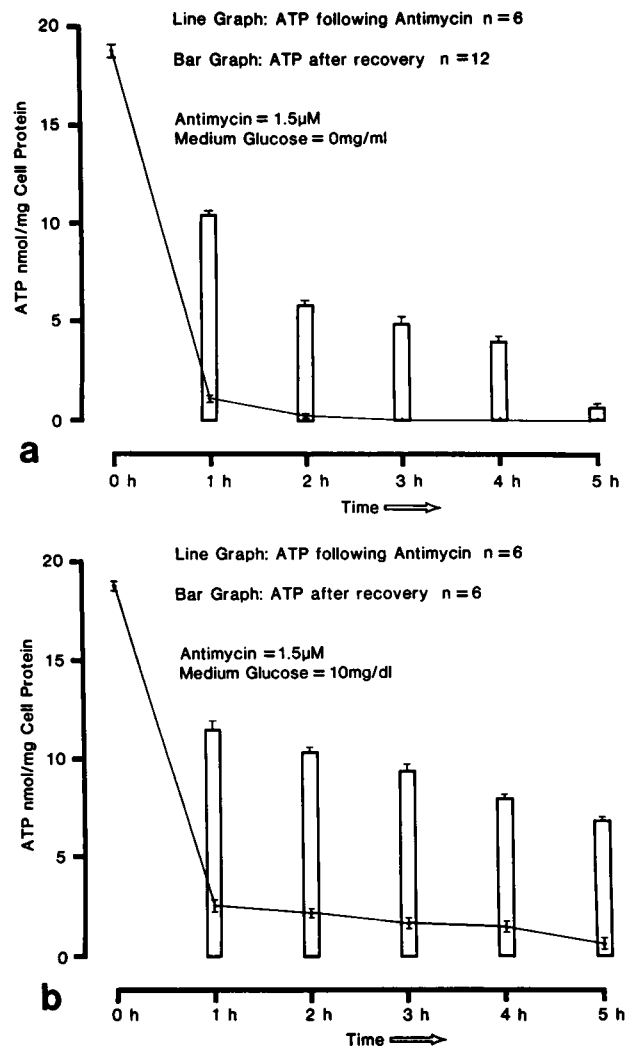 Line Graph: ATP following Antimycin n=6
Bar Graph: ATP after recovery n=12
Antimycin = 1.5µM
Medium Glucose = 0mg/ml
ATP nmol/mg Cell Protein
20
15
10
5
0
a
0 h 1 h 2 h 3 h 4 h 5 h
Time
Line Graph: ATP following Antimycin n=6
Bar Graph: ATP after recovery n=6
Antimycin = 1.5µM
Medium Glucose = 10mg/dl
ATP nmol/mg Cell Protein
20
15
10
5
0
b
0 h 1 h 2 h 3 h 4 h 5 h
Time